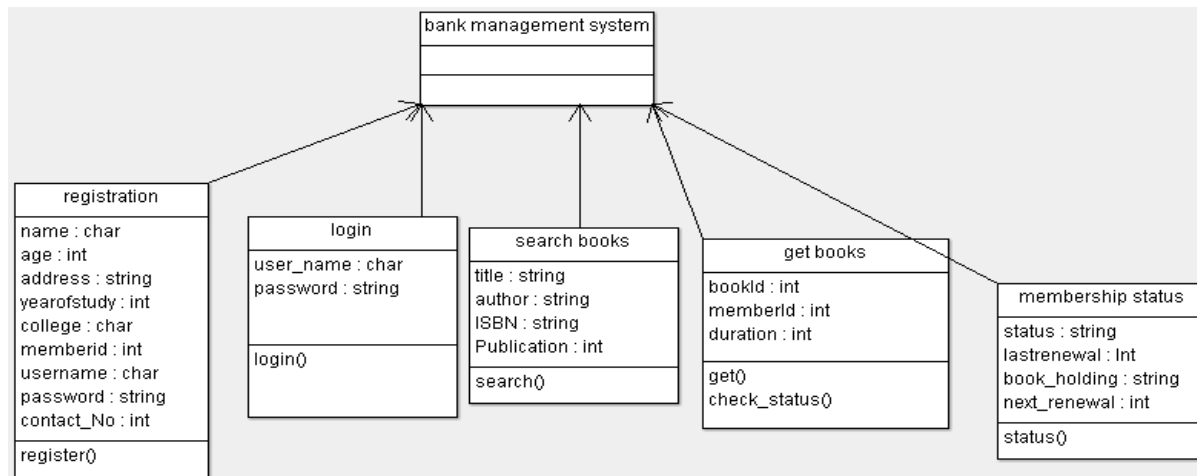 bank management system
registration
name : char
age : int
address : string
yearofstudy : int
college : char
memberid : int
username : char
password : string
contact_No : int
register()
login
user_name : char
password : string
login()
search books
title : string
author : string
ISBN : string
Publication : int
search()
get books
bookId : int
memberId : int
duration : int
get()
check_status()
membership status
status : string
lastrenewal : Int
book_holding : string
next_renewal : int
status()